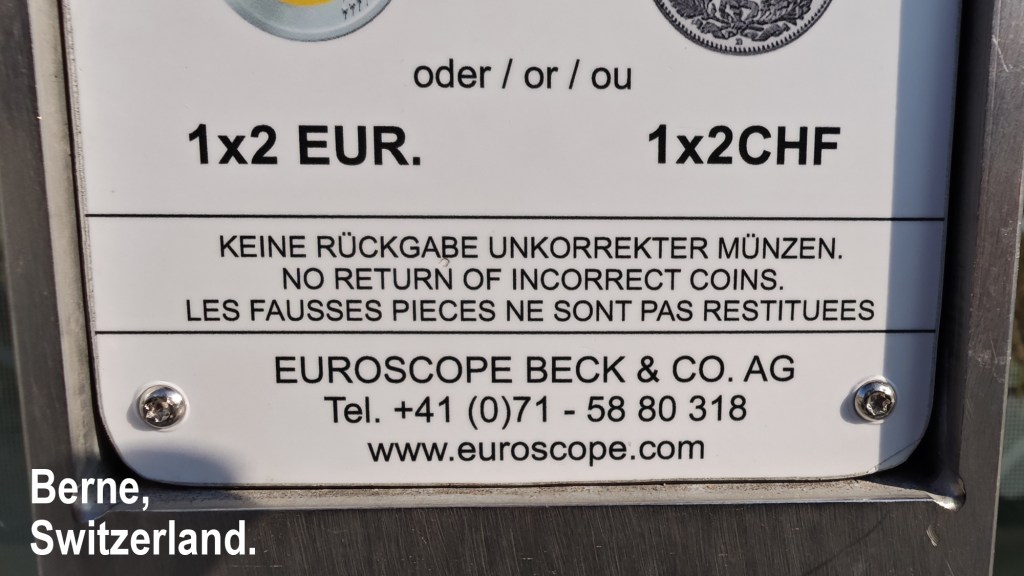 oder / or / ou
1x2 EUR. 1x2CHF
KEINE RÜCKGABE UNKORREKTER MÜNZEN.
NO RETURN OF INCORRECT COINS.
LES FAUSSES PIECES NE SONT PAS RESTITUEES
EUROSCOPE BECK & CO. AG
Tel. +41 (0)71 - 58 80 318
www.euroscope.com
Berne,
Switzerland.